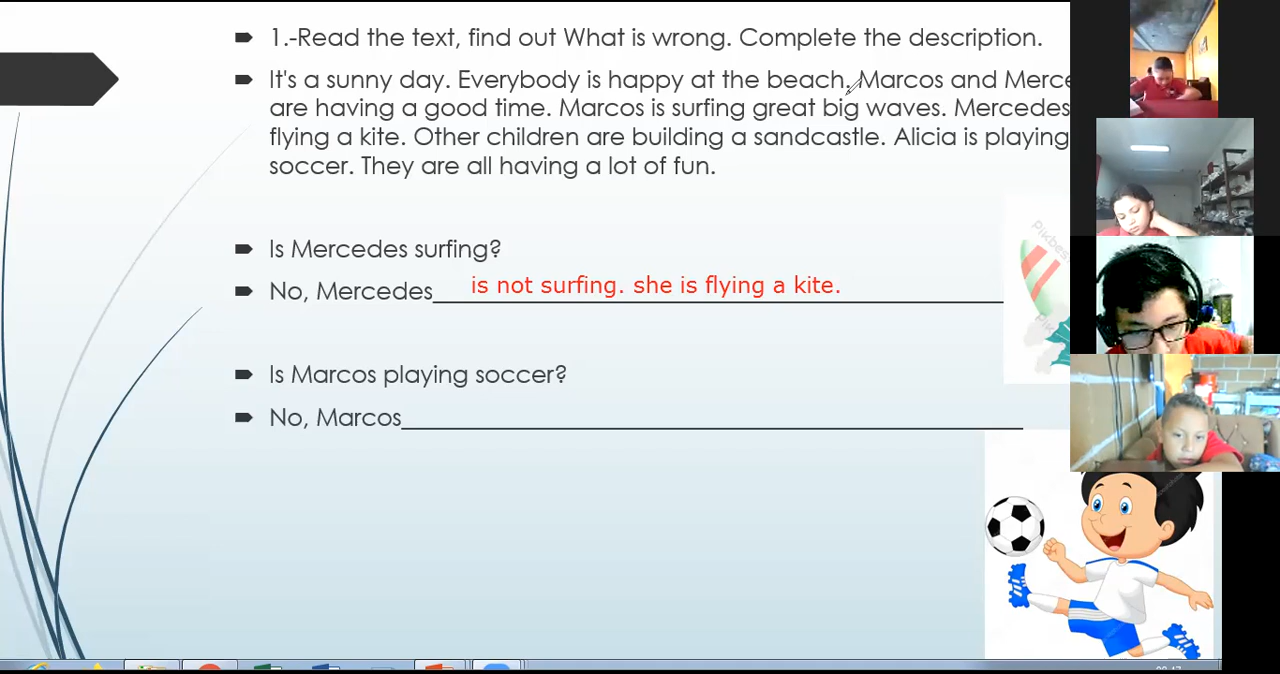 1.-Read the text, find out What is wrong. Complete the description.
It's a sunny day. Everybody is happy at the beach. Marcos and
are having a good time. Marcos is surfing great big waves. Mercedes
flying a kite. Other children are building a sandcastle. Alicia is playing
soccer. They are all having a lot of fun.
Is Mercedes surfing?
No, Mercedes is not surfing. she is flying a kite.
Is Marcos playing soccer?
No, Marcos